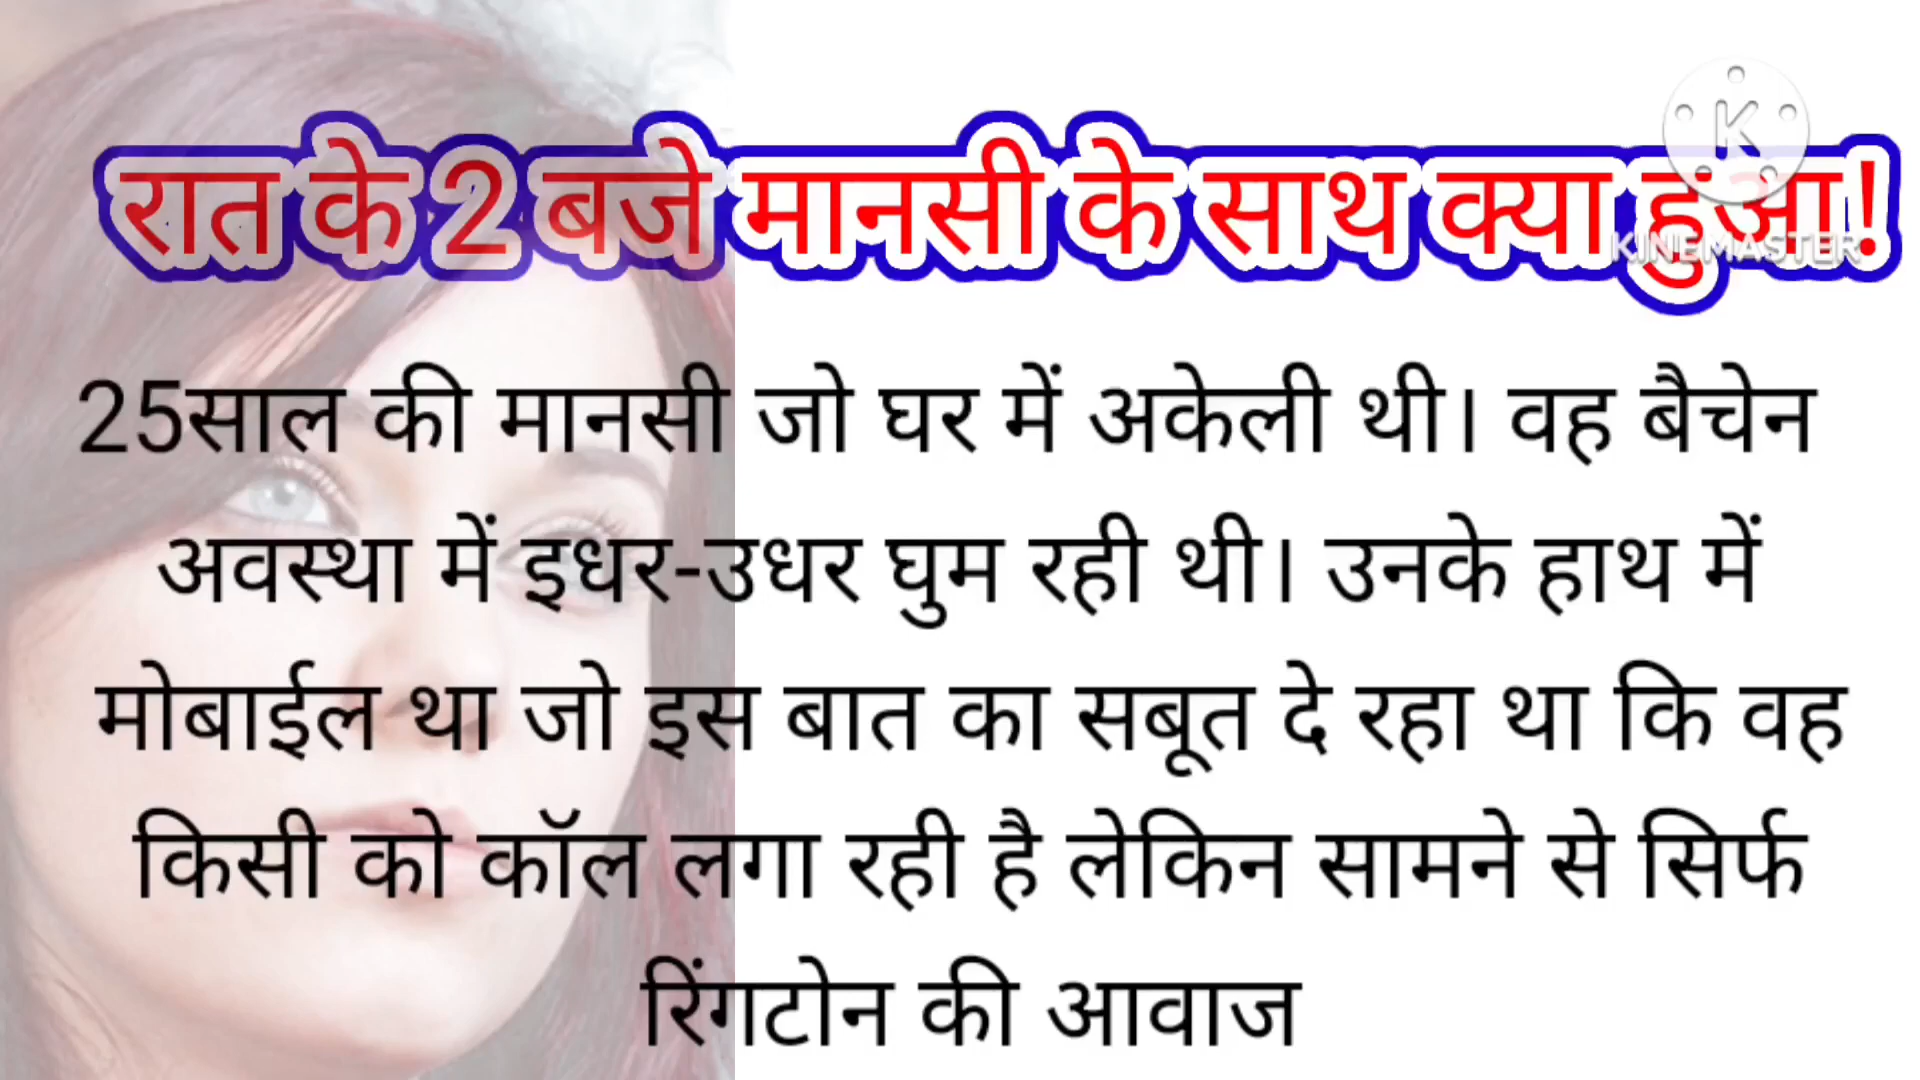 रात के 2 बजे मानसी के साथ क्या हुआ!
K
KINEMASTER
25साल की मानसी जो घर में अकेली थी। वह बैचेन
अवस्था में इधर-उधर घुम रही थी। उनके हाथ में
मोबाईल था जो इस बात का सबूत दे रहा था कि वह
किसी को कॉल लगा रही है लेकिन सामने से सिर्फ
रिंगटोन की आवाज